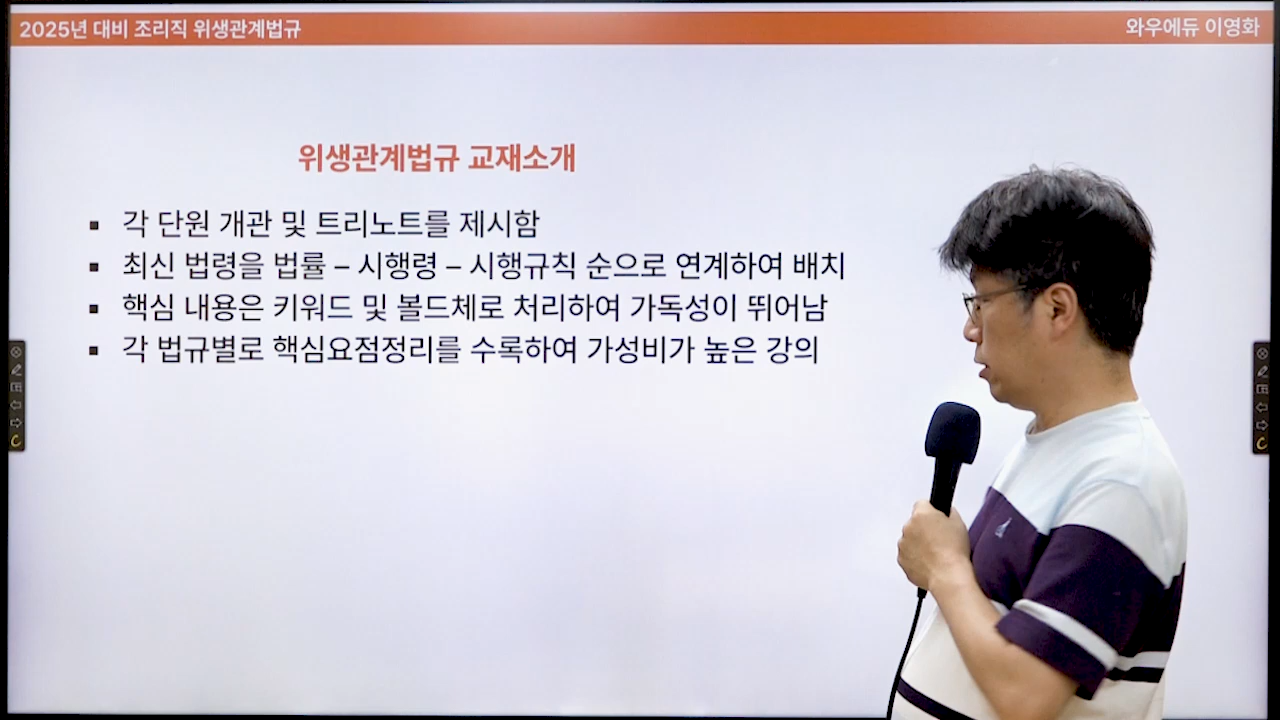 2025년 대비 조리직 위생관계법규
와우에듀 이영화
위생관계법규 교재소개
▪ 각 단원 개관 및 트리노트를 제시함
▪ 최신 법령을 법률 – 시행령 – 시행규칙 순으로 연계하여 배치
▪ 핵심 내용은 키워드 및 볼드체로 처리하여 가독성이 뛰어남
▪ 각 법규별로 핵심요점정리를 수록하여 가성비가 높은 강의